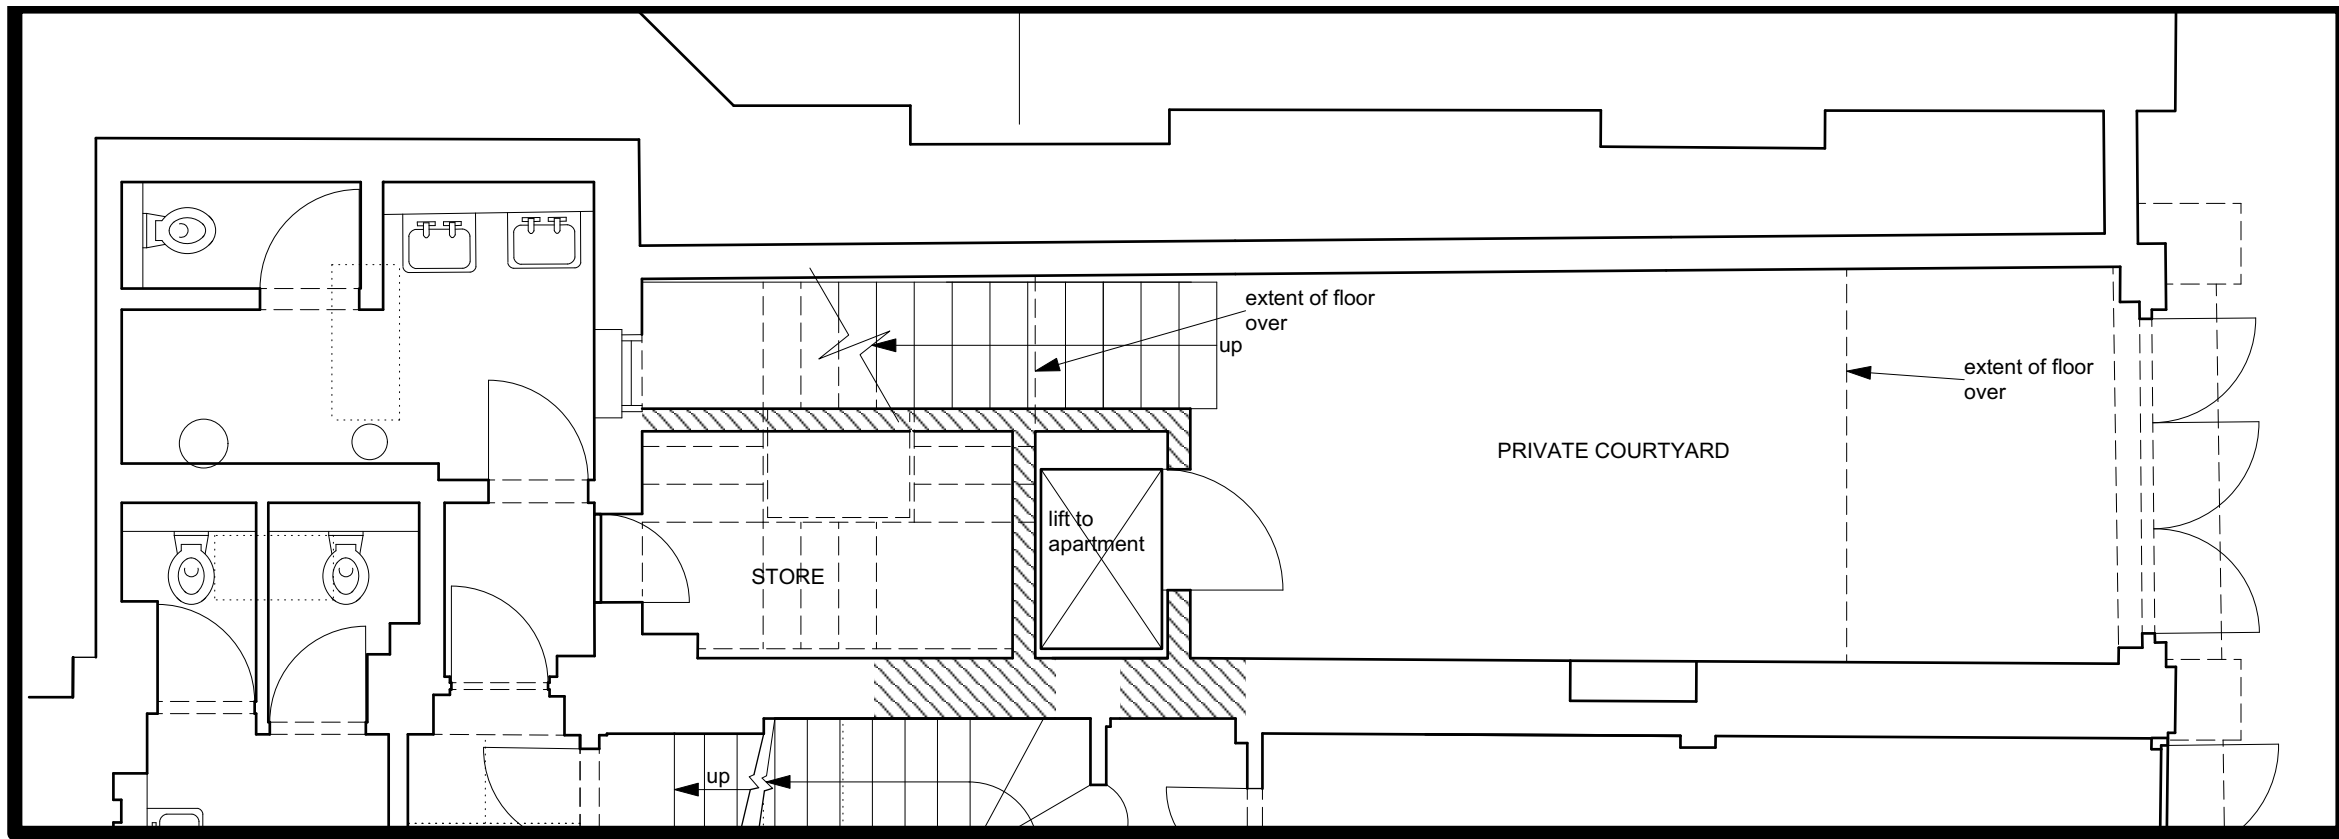 extent of floor
over
up
extent of floor
over
PRIVATE COURTYARD
lift to
apartment
STORE
up